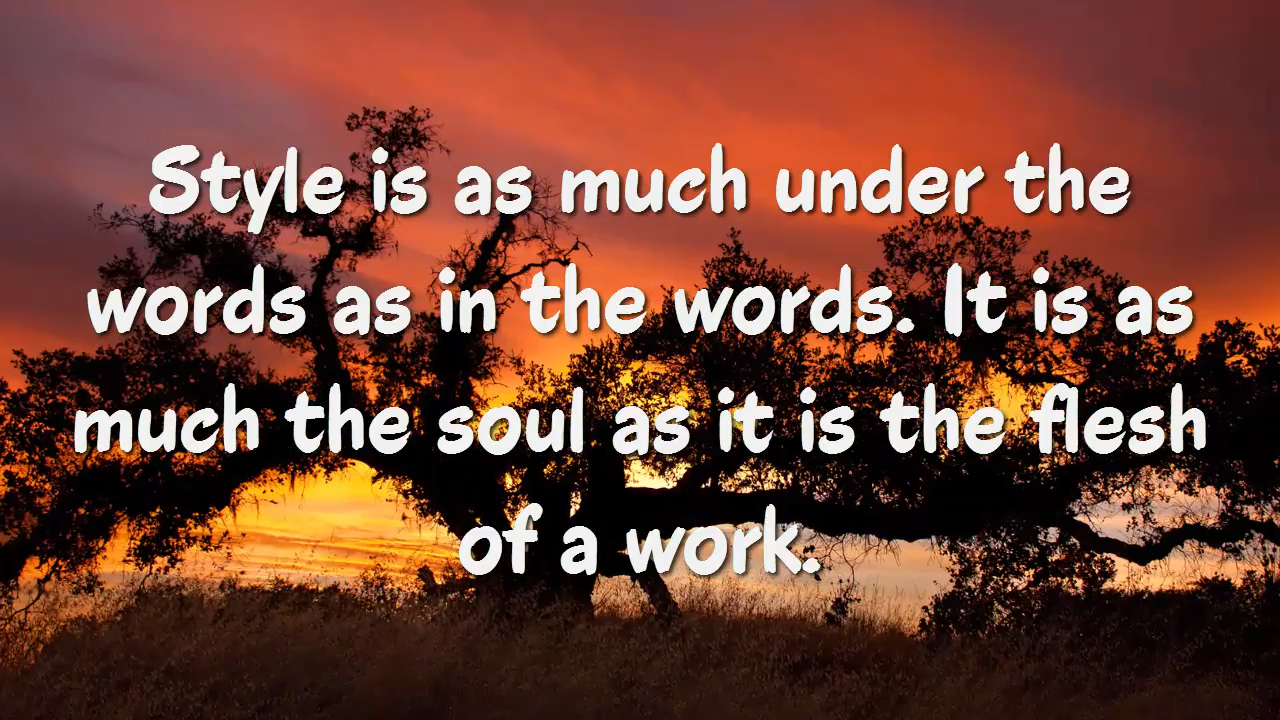 Style is as much under the
words as in the words. It is as
much the soul as it is the flesh
of a work.